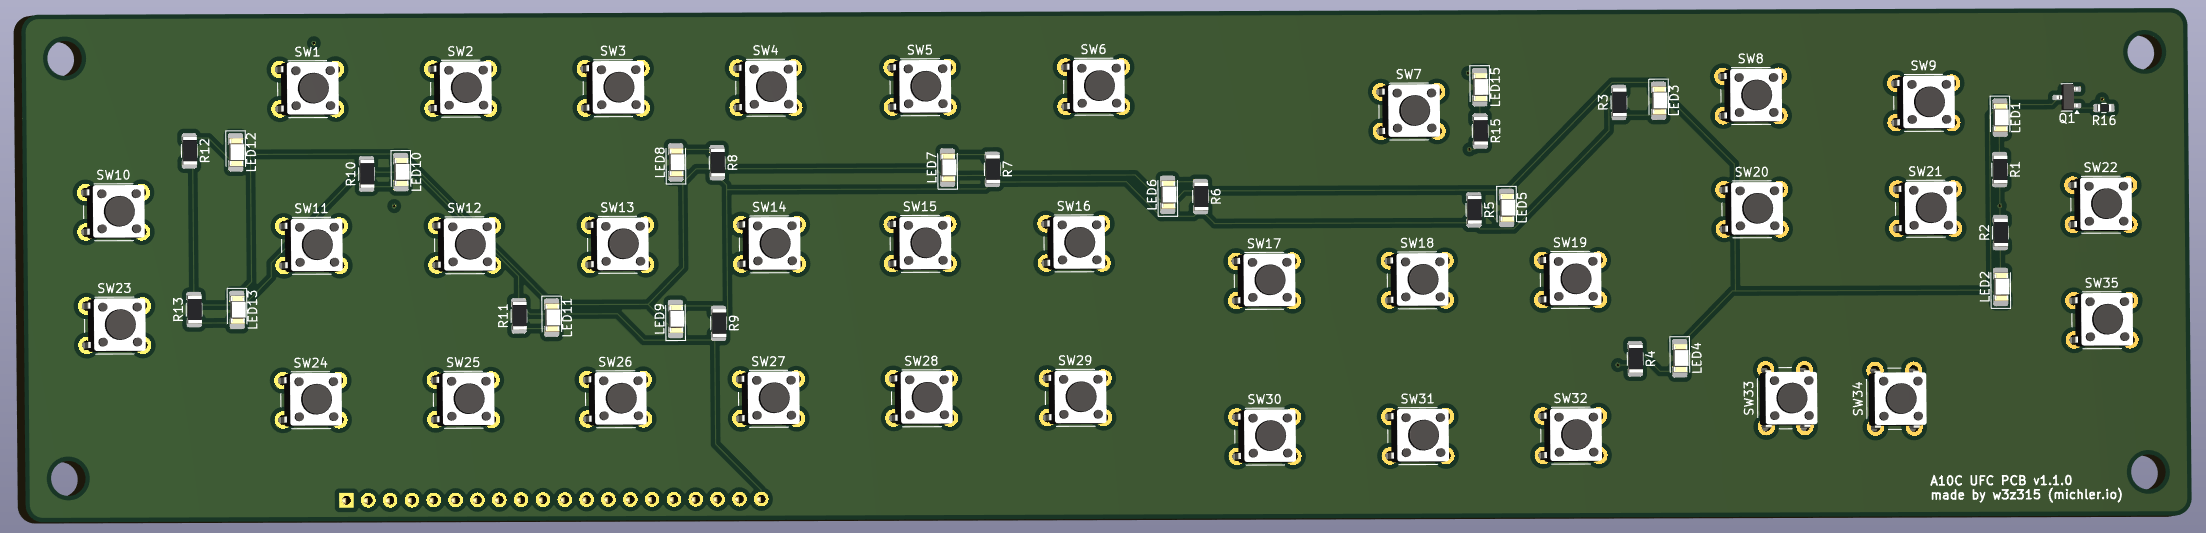 SW1
SW2
SW3
SW4
SW5
SW6
SW7
LED15
R3
LED3
SW8
SW9
LED1
Q1
R16
R15
R12
LED12
R10
LED10
LED8
R8
LED7
R7
LED6
R6
R5
LED5
R1
SW10
SW11
SW12
SW13
SW14
SW15
SW16
SW17
SW18
SW19
SW20
SW21
SW22
R2
LED2
SW23
R13
LED13
R11
LED11
LED9
R9
R4
LED4
SW35
SW24
SW25
SW26
SW27
SW28
SW29
SW30
SW31
SW32
SW33
SW34
A10C UFC PCB v1.1.0
made by w3z315 (michler.io)